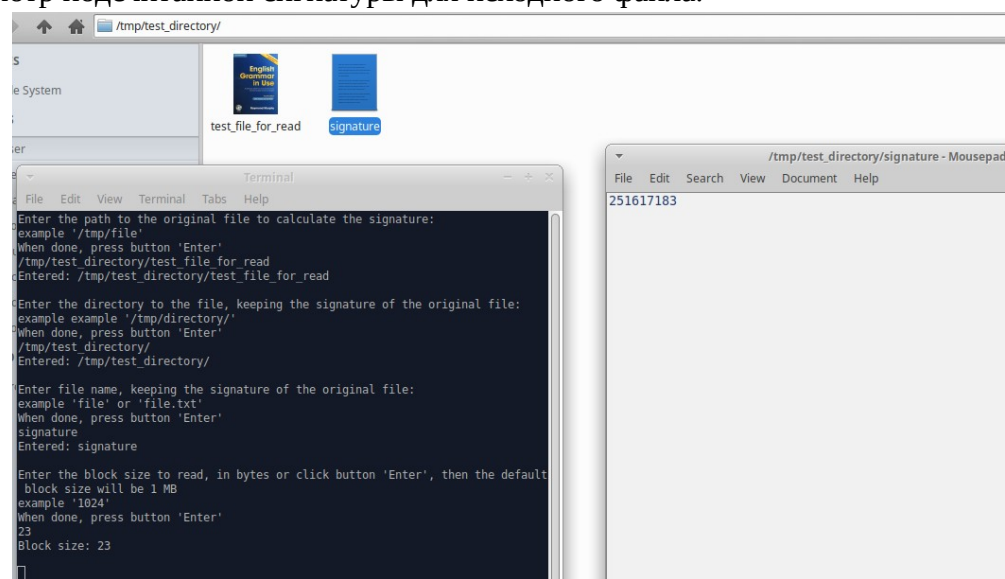 подсчитанной сигнатуры для исходного файла.
/tmp/test_directory/
System
English
Grammar
in Use
test_file_for_read
signature
Terminal
File Edit View Terminal Tabs Help
Enter the path to the original file to calculate the signature:
example '/tmp/file'
When done, press button 'Enter'
/tmp/test_directory/test_file_for_read
Entered: /tmp/test_directory/test_file_for_read
Enter the directory to the file, keeping the signature of the original file:
example example '/tmp/directory/'
When done, press button 'Enter'
/tmp/test_directory/
Entered: /tmp/test_directory/
Enter file name, keeping the signature of the original file:
example 'file' or 'file.txt'
When done, press button 'Enter'
signature
Entered: signature
Enter the block size to read, in bytes or click button 'Enter', then the default
block size will be 1 MB
example '1024'
When done, press button 'Enter'
23
Block size: 23
/tmp/test_directory/signature - Mousepad
File Edit Search View Document Help
251617183